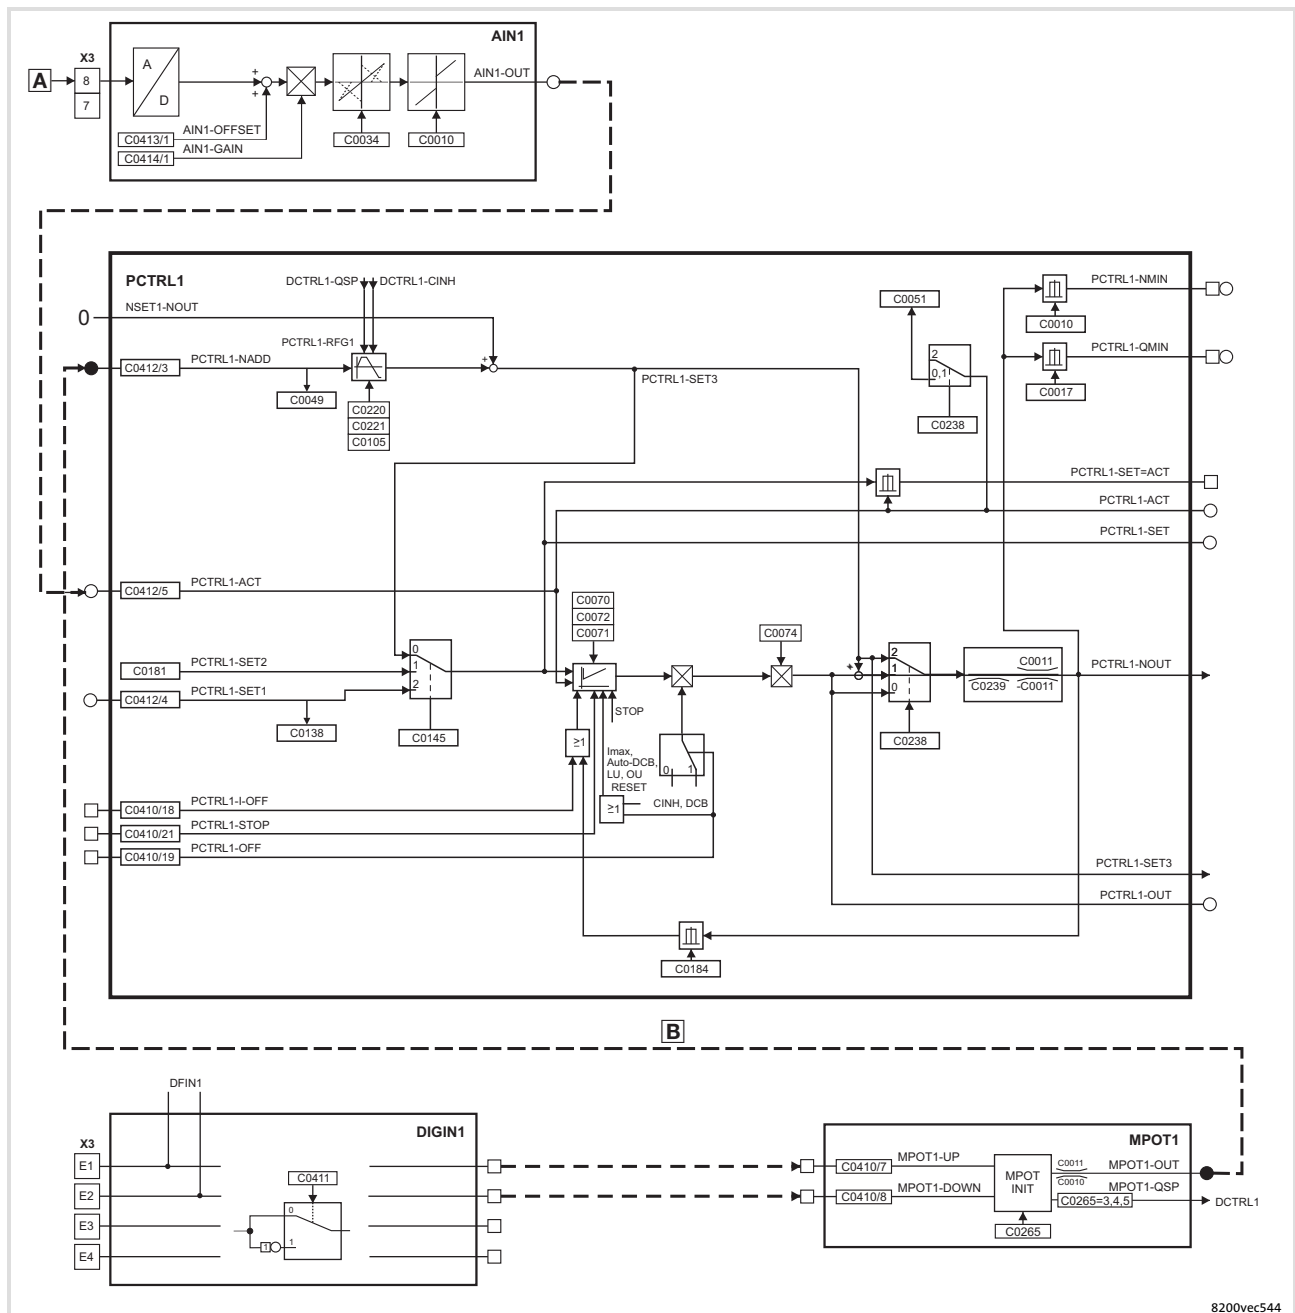 AIN1
X3
A
8
7
A
D
+
+
AIN1-OUT
C0413/1
AIN1-OFFSET
C0414/1
AIN1-GAIN
C0034
C0010
PCTRL1
DCTRL1-QSP
DCTRL1-CINH
NSET1-NOUT
0
PCTRL1-RFG1
C0412/3
PCTRL1-NADD
+
PCTRL1-SET3
C0049
C0220
C0221
C0105
C0051
2
0,1
C0238
PCTRL1-NMIN
C0010
PCTRL1-QMIN
C0017
PCTRL1-SET=ACT
PCTRL1-ACT
PCTRL1-SET
C0412/5
PCTRL1-ACT
C0070
C0072
C0071
C0074
C0181
PCTRL1-SET2
C0412/4
PCTRL1-SET1
C0138
0
1
2
C0145
STOP
≥1
Imax,
Auto-DCB,
LU, OU
RESET
≥1
CINH, DCB
0
1
+
2
1
0
C0238
C0011
C0239
-C0011
PCTRL1-NOUT
C0410/18
PCTRL1-I-OFF
C0410/21
PCTRL1-STOP
C0410/19
PCTRL1-OFF
PCTRL1-SET3
PCTRL1-OUT
C0184
B
DFIN1
DIGIN1
X3
E1
E2
E3
E4
C0411
0
1
1
MPOT1
C0410/7
MPOT1-UP
C0410/8
MPOT1-DOWN
MPOT
INIT
C0011
C0010
MPOT1-OUT
MPOT1-QSP
C0265=3,4,5
DCTRL1
C0265
8200vec544